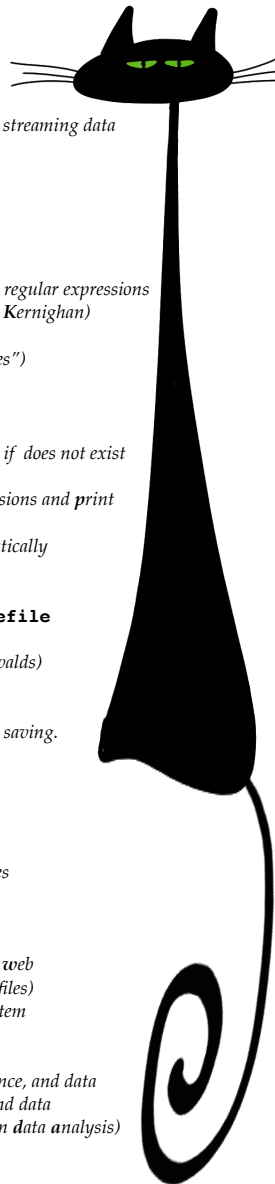 streaming data
regular expressions
Kernighan)
es")
if does not exist
sions and print
tically
efile
valds)
saving.
es
web
files)
tem
nce, and data
nd data
n data analysis)